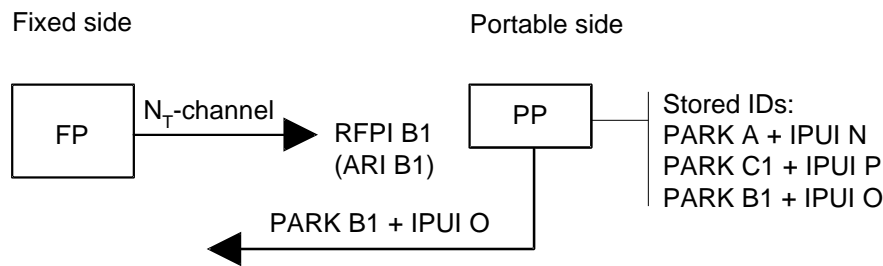 Fixed side
Portable side
FP
N_T-channel
RFPI B1
(ARI B1)
PP
Stored IDs:
PARK A + IPUI N
PARK C1 + IPUI P
PARK B1 + IPUI O
PARK B1 + IPUI O